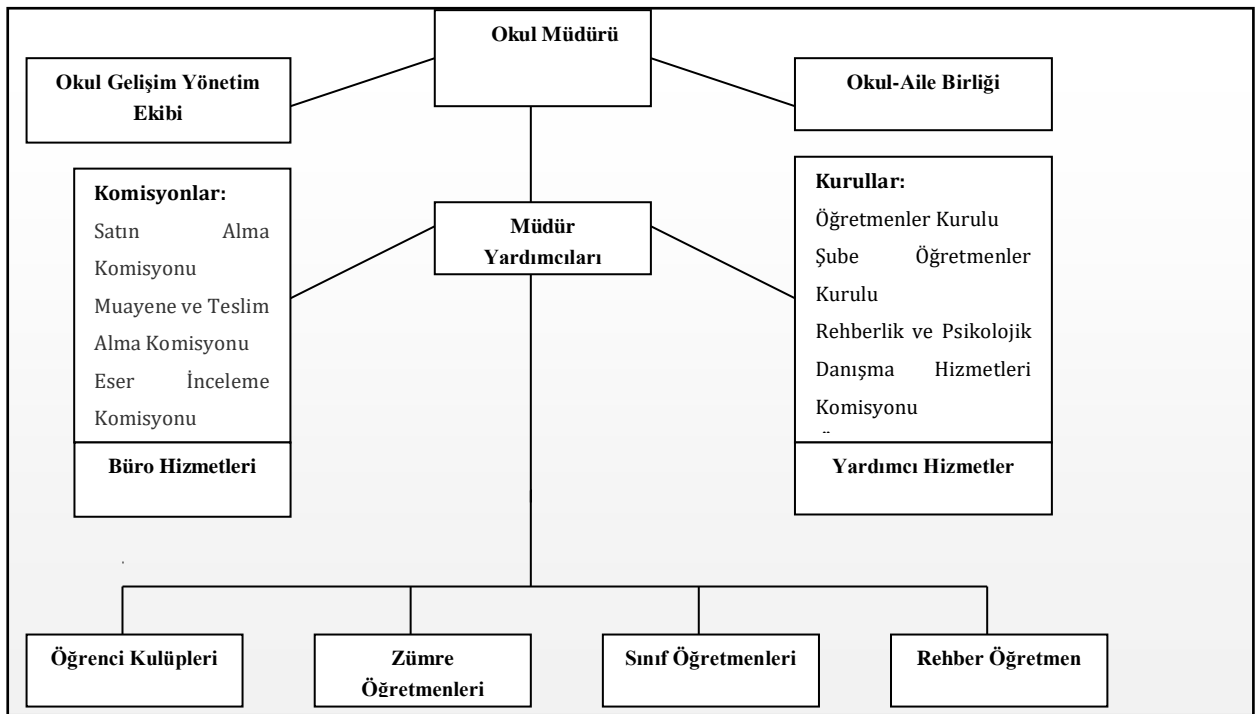 Okul Müdürü
Okul Gelişim Yönetim
Ekibi
Okul-Aile Birliği
Komisyonlar:
Satın Alma
Komisyonu
Muayene ve Teslim
Alma Komisyonu
Eser İnceleme
Komisyonu
Müdür
Yardımcıları
Kurullar:
Öğretmenler Kurulu
Şube Öğretmenler
Kurulu
Rehberlik ve Psikolojik
Danışma Hizmetleri
Komisyonu
Büro Hizmetleri
Yardımcı Hizmetler
Öğrenci Kulüpleri
Zümre
Öğretmenleri
Sınıf Öğretmenleri
Rehber Öğretmen